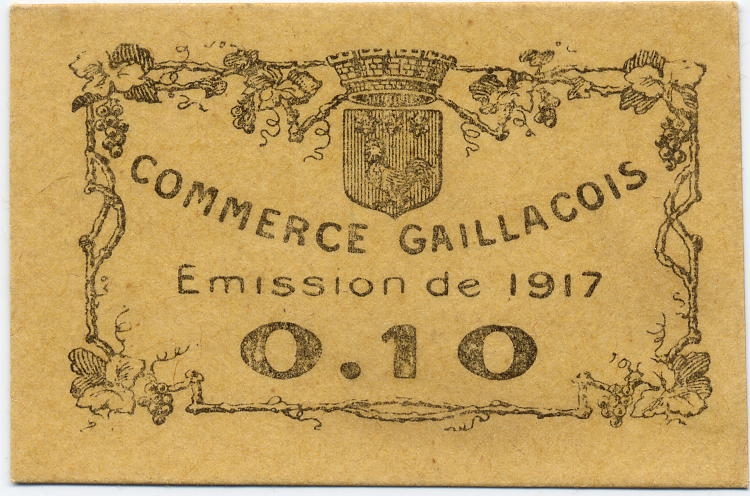 COMMERCE GAILLACOIS
Emission de 1917
0.10